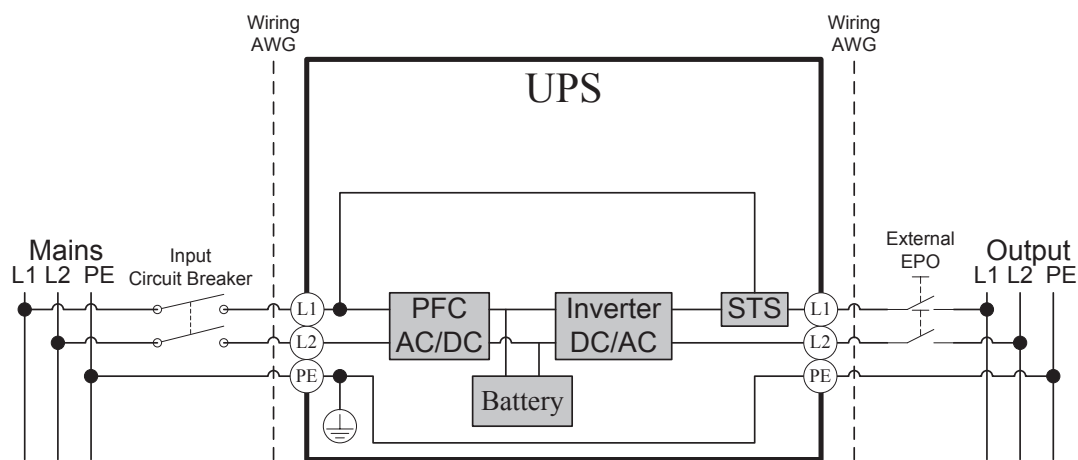 Wiring
AWG
Wiring
AWG
UPS
Mains
L1 L2 PE
Input
Circuit Breaker
External
EPO
Output
L1 L2 PE
L1
PFC
AC/DC
Inverter
DC/AC
STS
L1
L2
L2
PE
Battery
PE